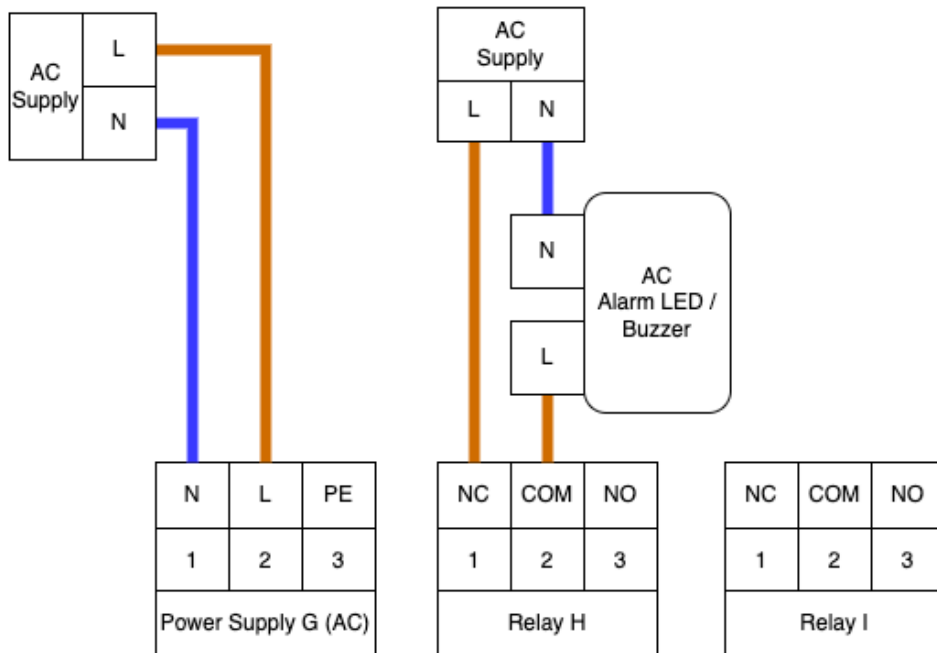 AC
Supply
L
N
AC
Supply
L
N
N
L
AC
Alarm LED /
Buzzer
N
L
PE
1
2
3
Power Supply G (AC)
NC
COM
NO
1
2
3
Relay H
NC
COM
NO
1
2
3
Relay I